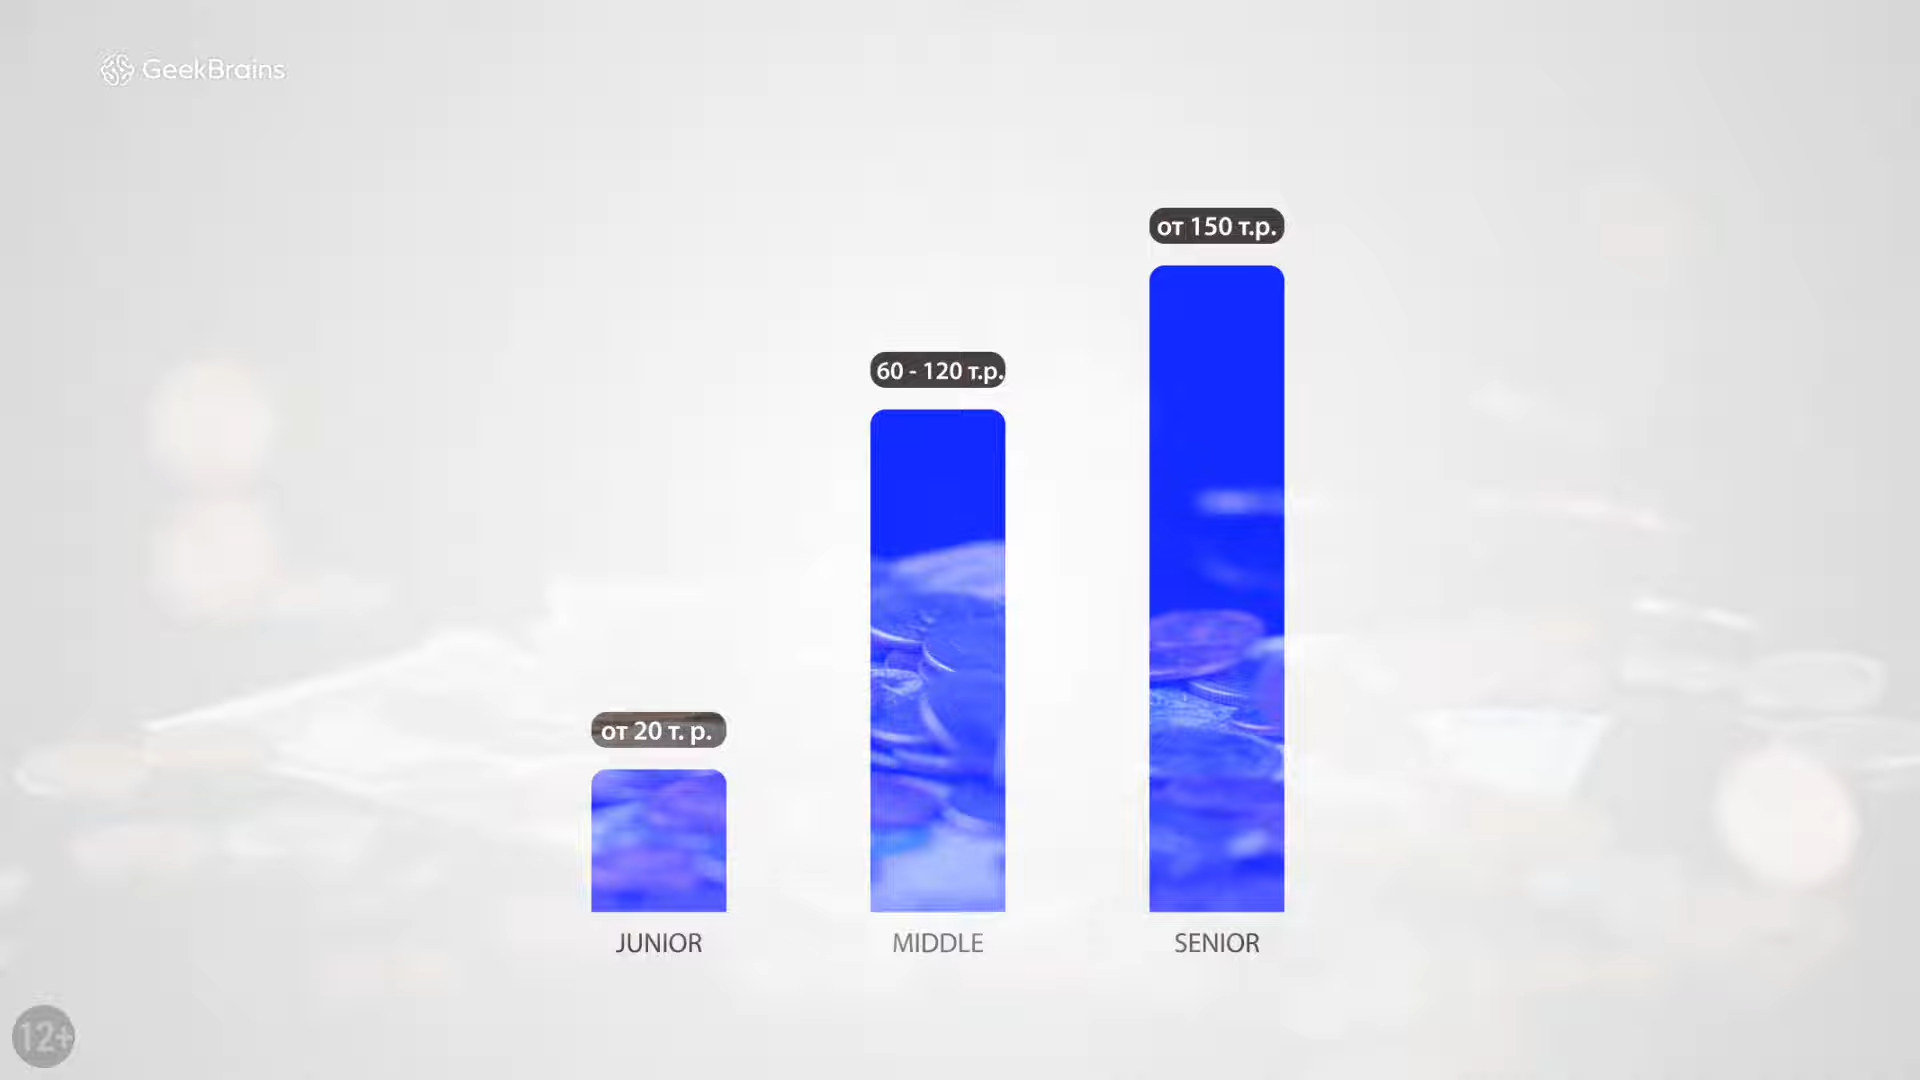 GeekBrains
от 150 т.р.
60 - 120 т.р.
от 20 т. р.
JUNIOR
MIDDLE
SENIOR
12+